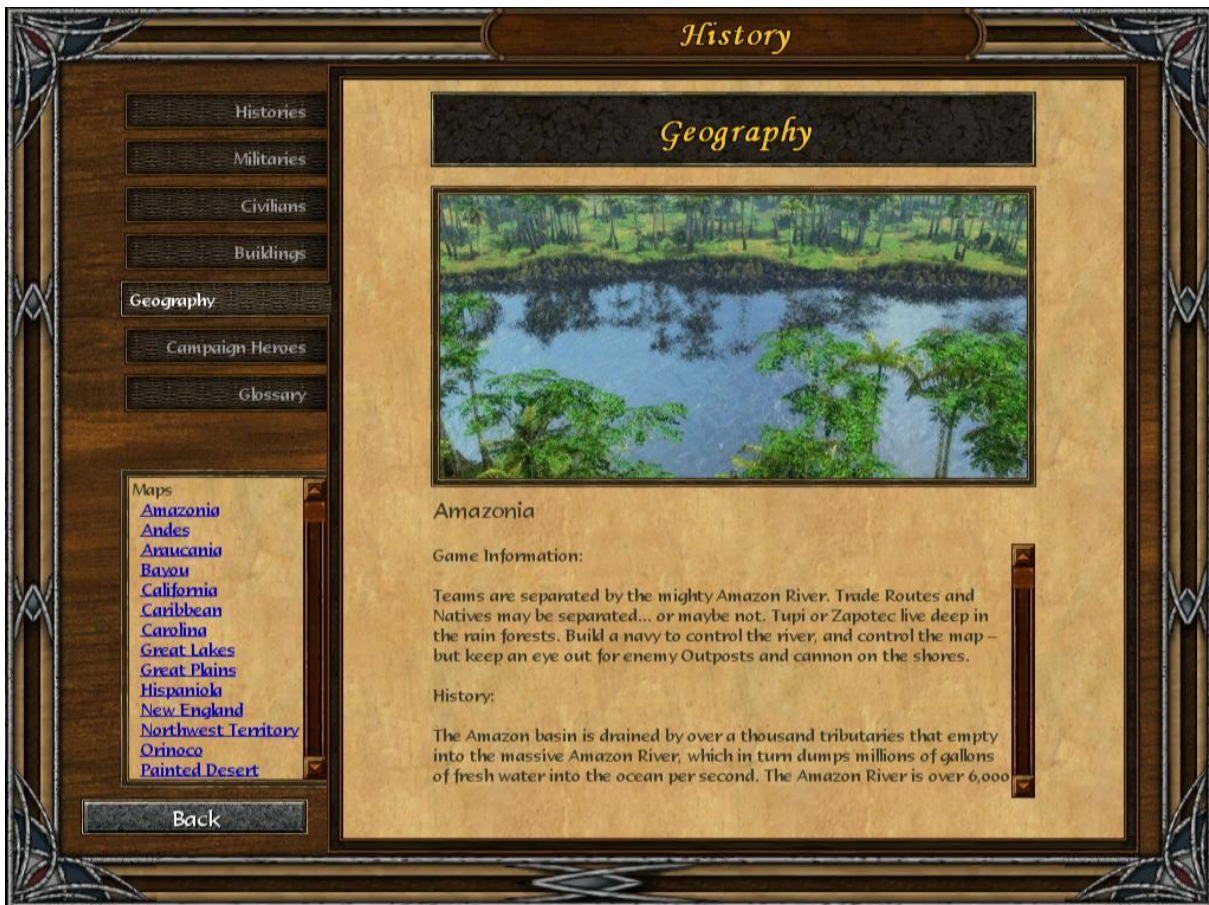 History
Histories
Militaries
Civilians
Buildings
Geography
Campaign Heroes
Glossary
Maps
Amazonia
Andes
Araucania
Bayou
California
Caribbean
Carolina
Great Lakes
Great Plains
Hispaniola
New England
Northwest Territory
Orinoco
Painted Desert
Back
Geography
Amazonia
Game Information:
Teams are separated by the mighty Amazon River. Trade Routes and
Natives may be separated... or maybe not. Tupi or Zapotec live deep in
the rain forests. Build a navy to control the river, and control the map –
but keep an eye out for enemy Outposts and cannon on the shores.
History:
The Amazon basin is drained by over a thousand tributaries that empty
into the massive Amazon River, which in turn dumps millions of gallons
of fresh water into the ocean per second. The Amazon River is over 6,000